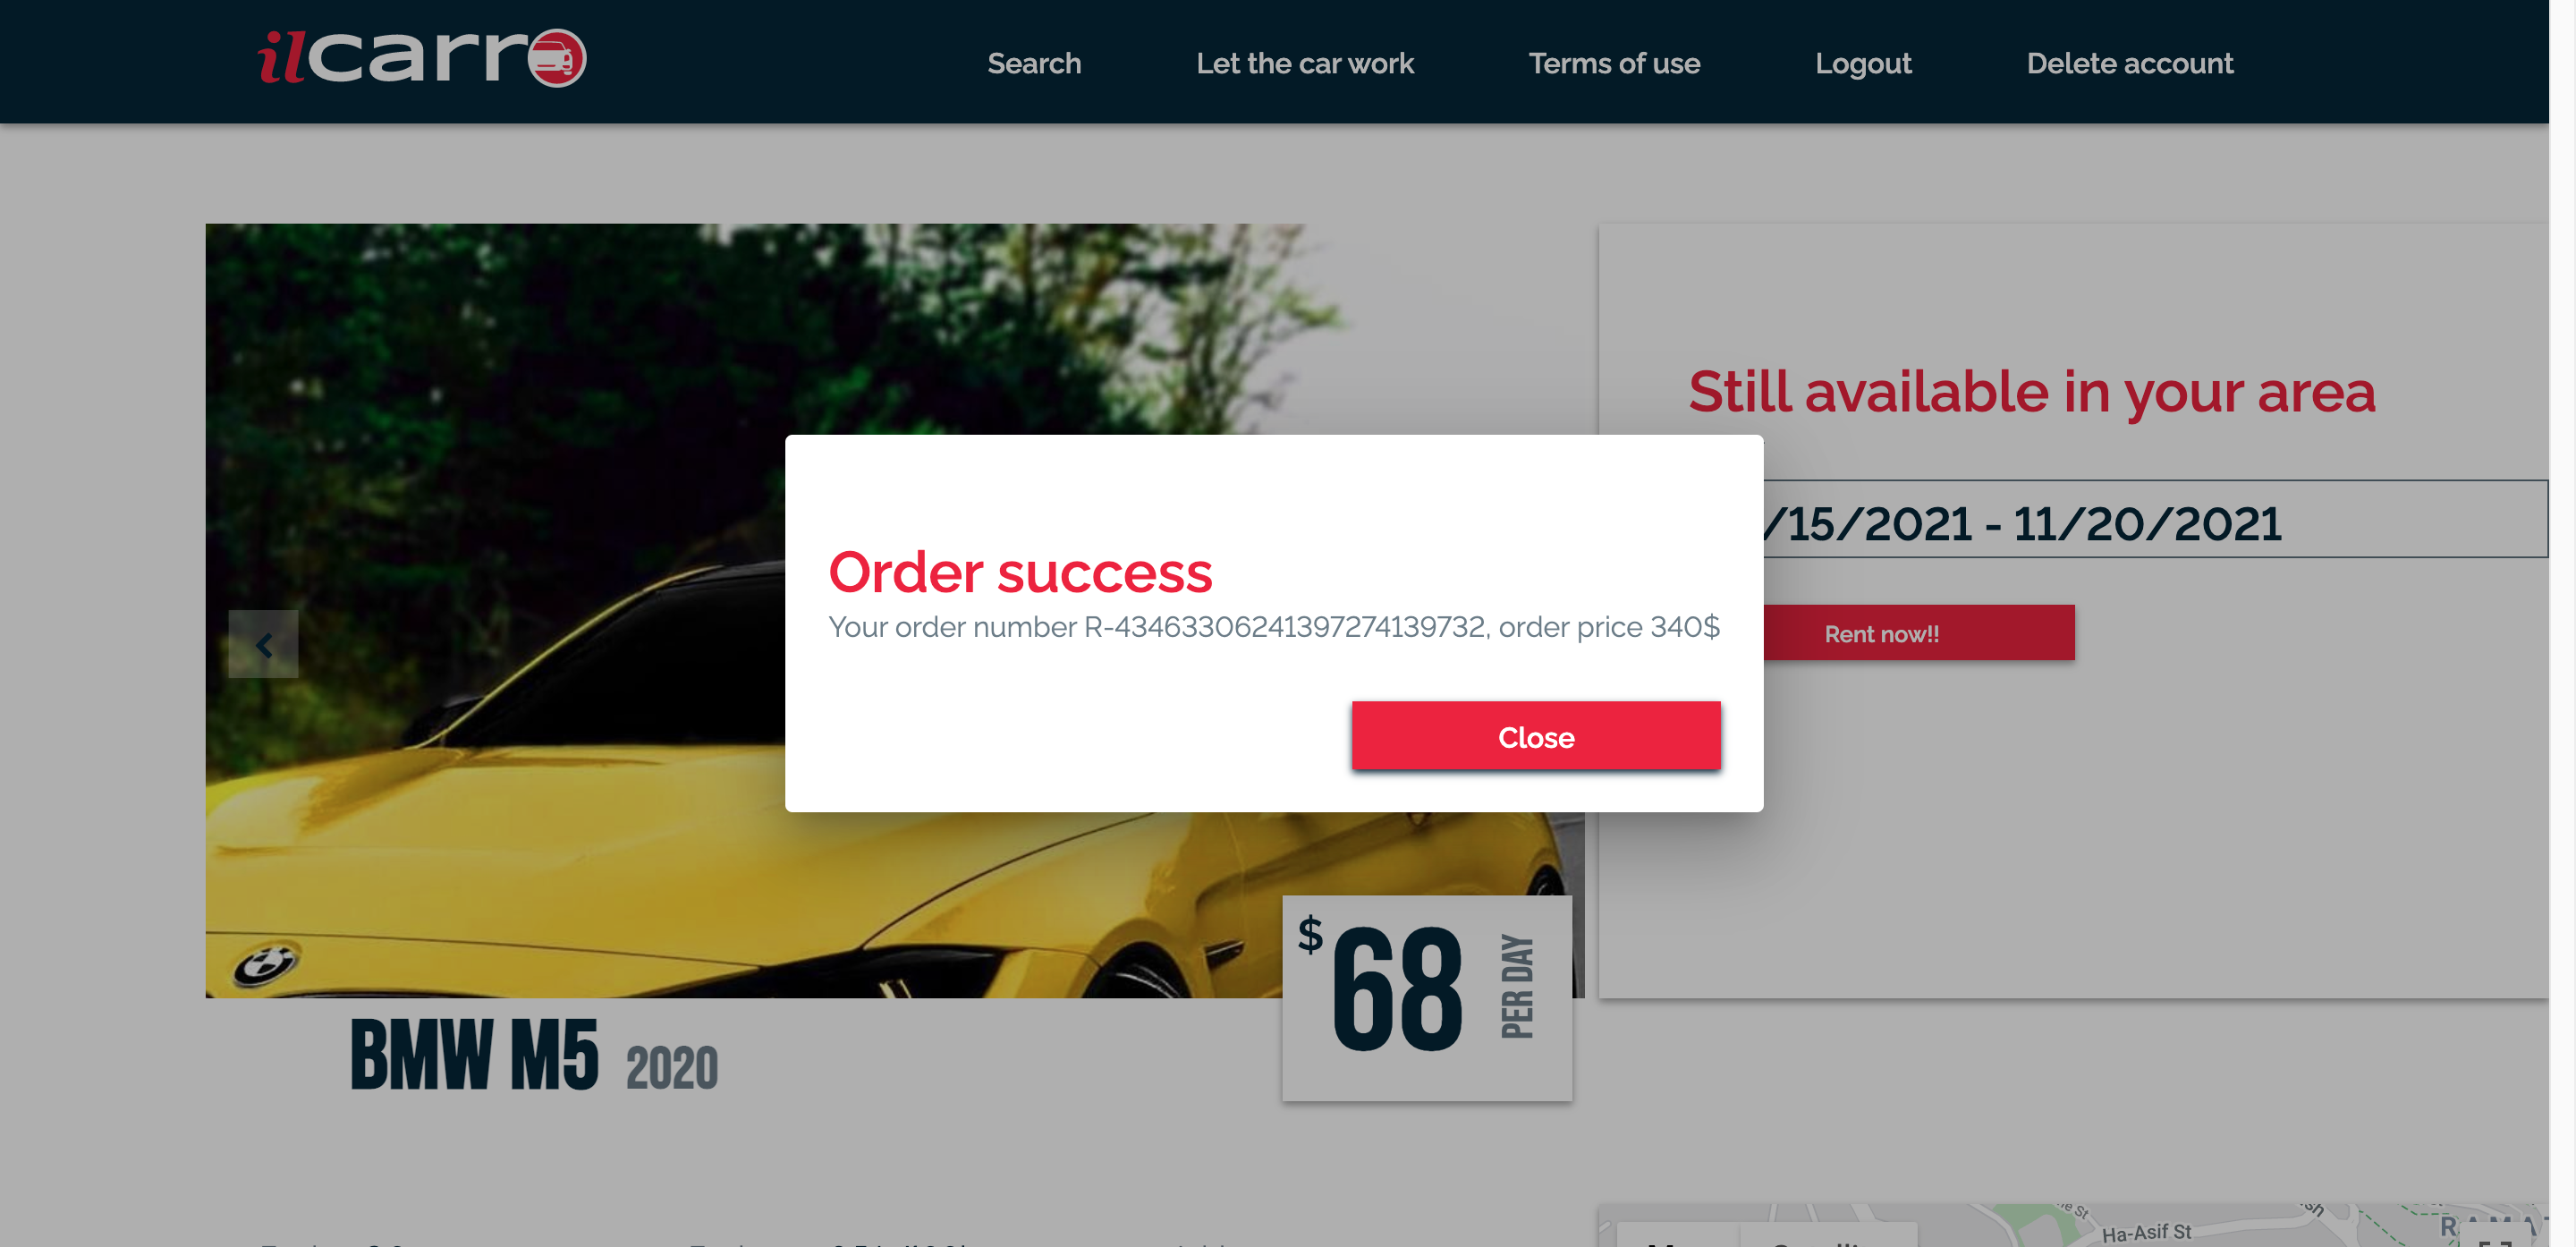 ilcarro
Search
Let the car work
Terms of use
Logout
Delete account
Still available in your area
/15/2021 - 11/20/2021
Rent now!!
Order success
Your order number R-43463306241397274139732, order price 340$
Close
$68 PER DAY
BMW M5 2020
Ha-Asif St